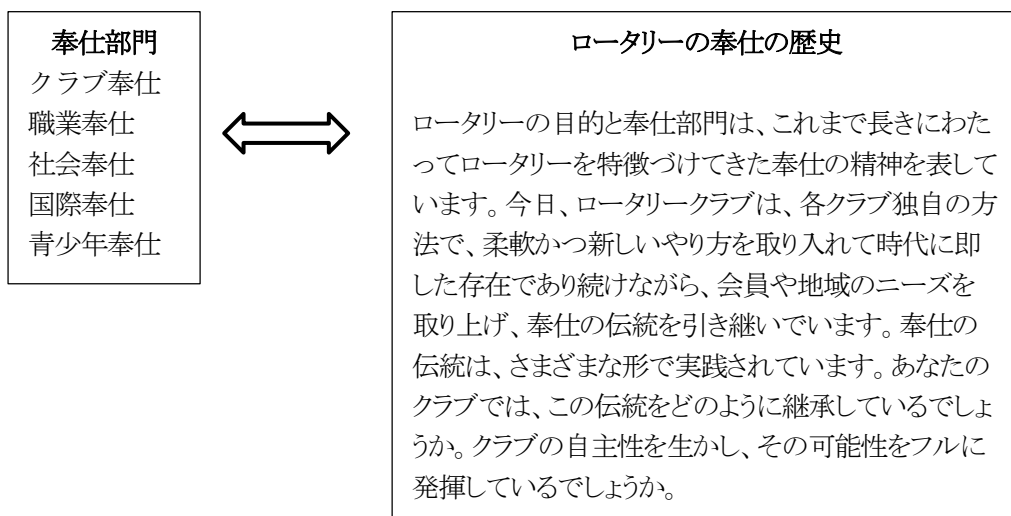 奉仕部門
クラブ奉仕
職業奉仕
社会奉仕
国際奉仕
青少年奉仕
ロータリーの奉仕の歴史
ロータリーの目的と奉仕部門は、これまで長きにわた
ってロータリーを特徴づけてきた奉仕の精神を表して
います。今日、ロータリークラブは、各クラブ独自の方
法で、柔軟かつ新しいやり方を取り入れて時代に即
した存在であり続けながら、会員や地域のニーズを
取り上げ、奉仕の伝統を引き継いでいます。奉仕の
伝統は、さまざまな形で実践されています。あなたの
クラブでは、この伝統をどのように継承しているでしょ
うか。クラブの自主性を生かし、その可能性をフルに
発揮しているでしょうか。